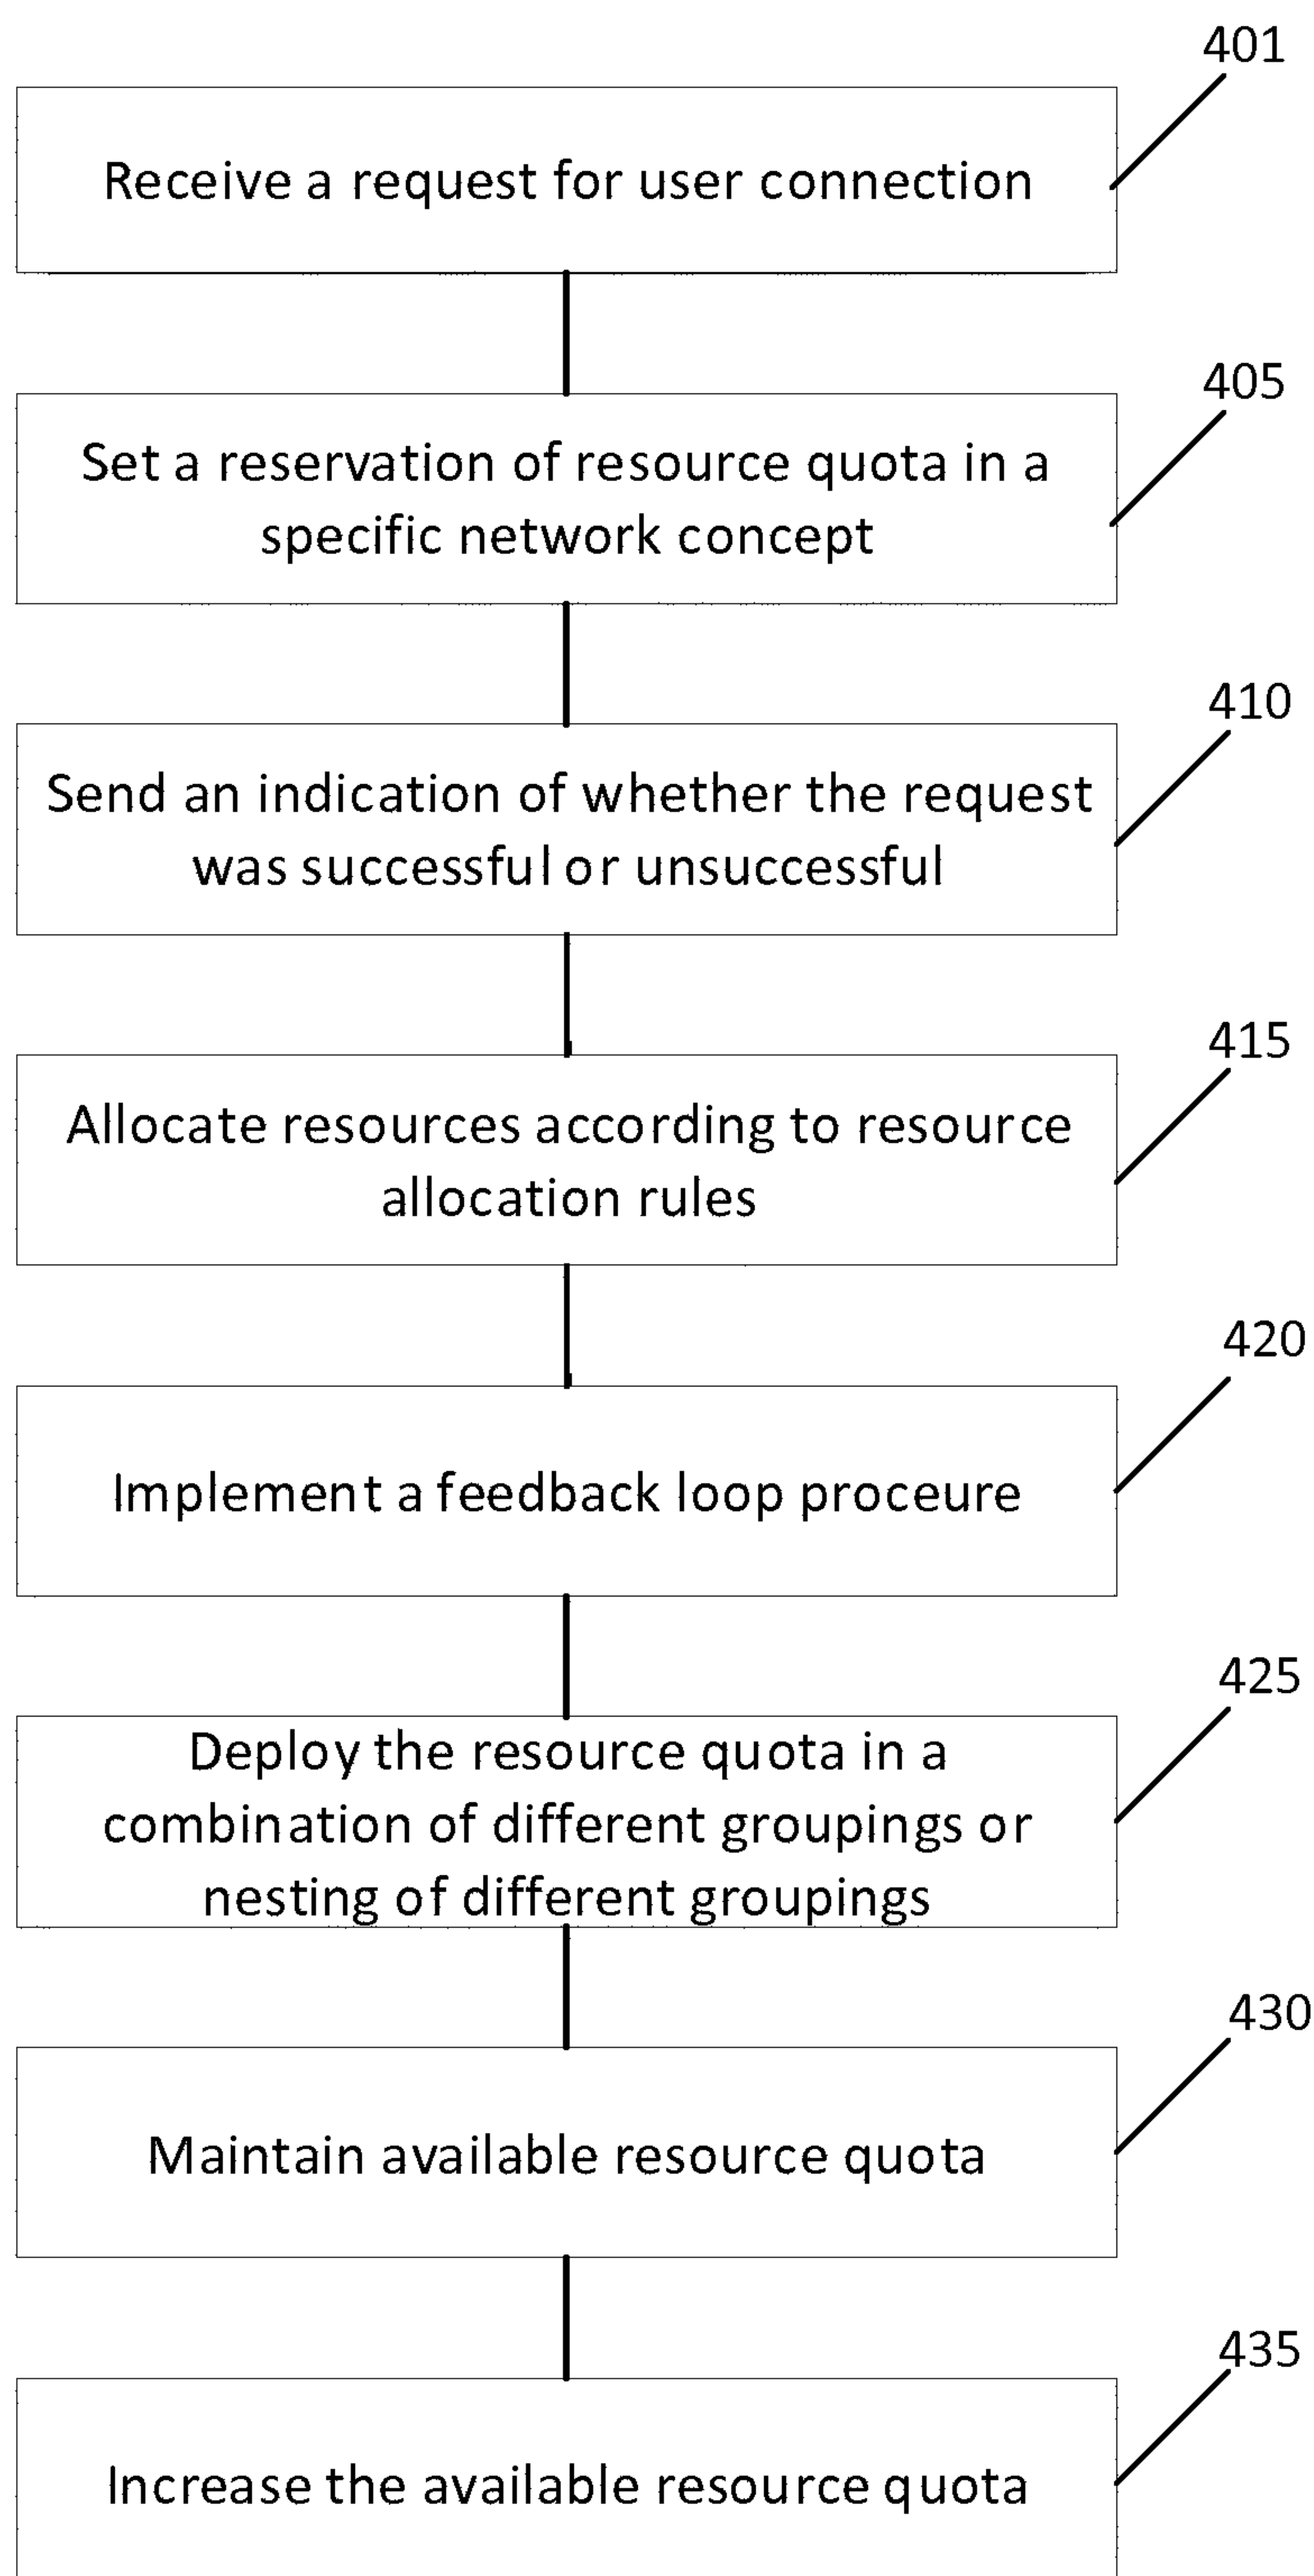 401
Receive a request for user connection
405
Set a reservation of resource quota in a
specific network concept
410
Send an indication of whether the request
was successful or unsuccessful
415
Allocate resources according to resource
allocation rules
420
Implement a feedback loop proceure
425
Deploy the resource quota in a
combination of different groupings or
nesting of different groupings
430
Maintain available resource quota
435
Increase the available resource quota